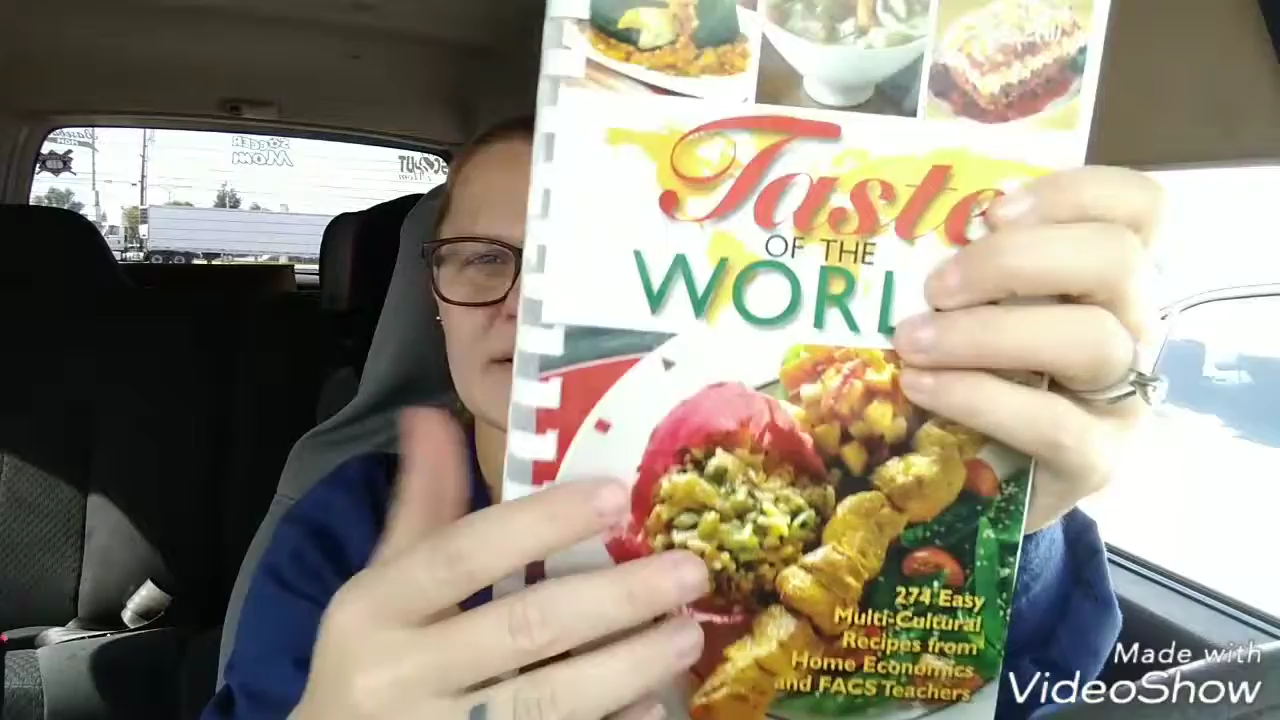 SOCCER
MOM
Taste
OF THE
WORL
274 Easy
Multi-Cultural
Recipes from
Home Economics
and FACS Teachers
Made with
VideoShow